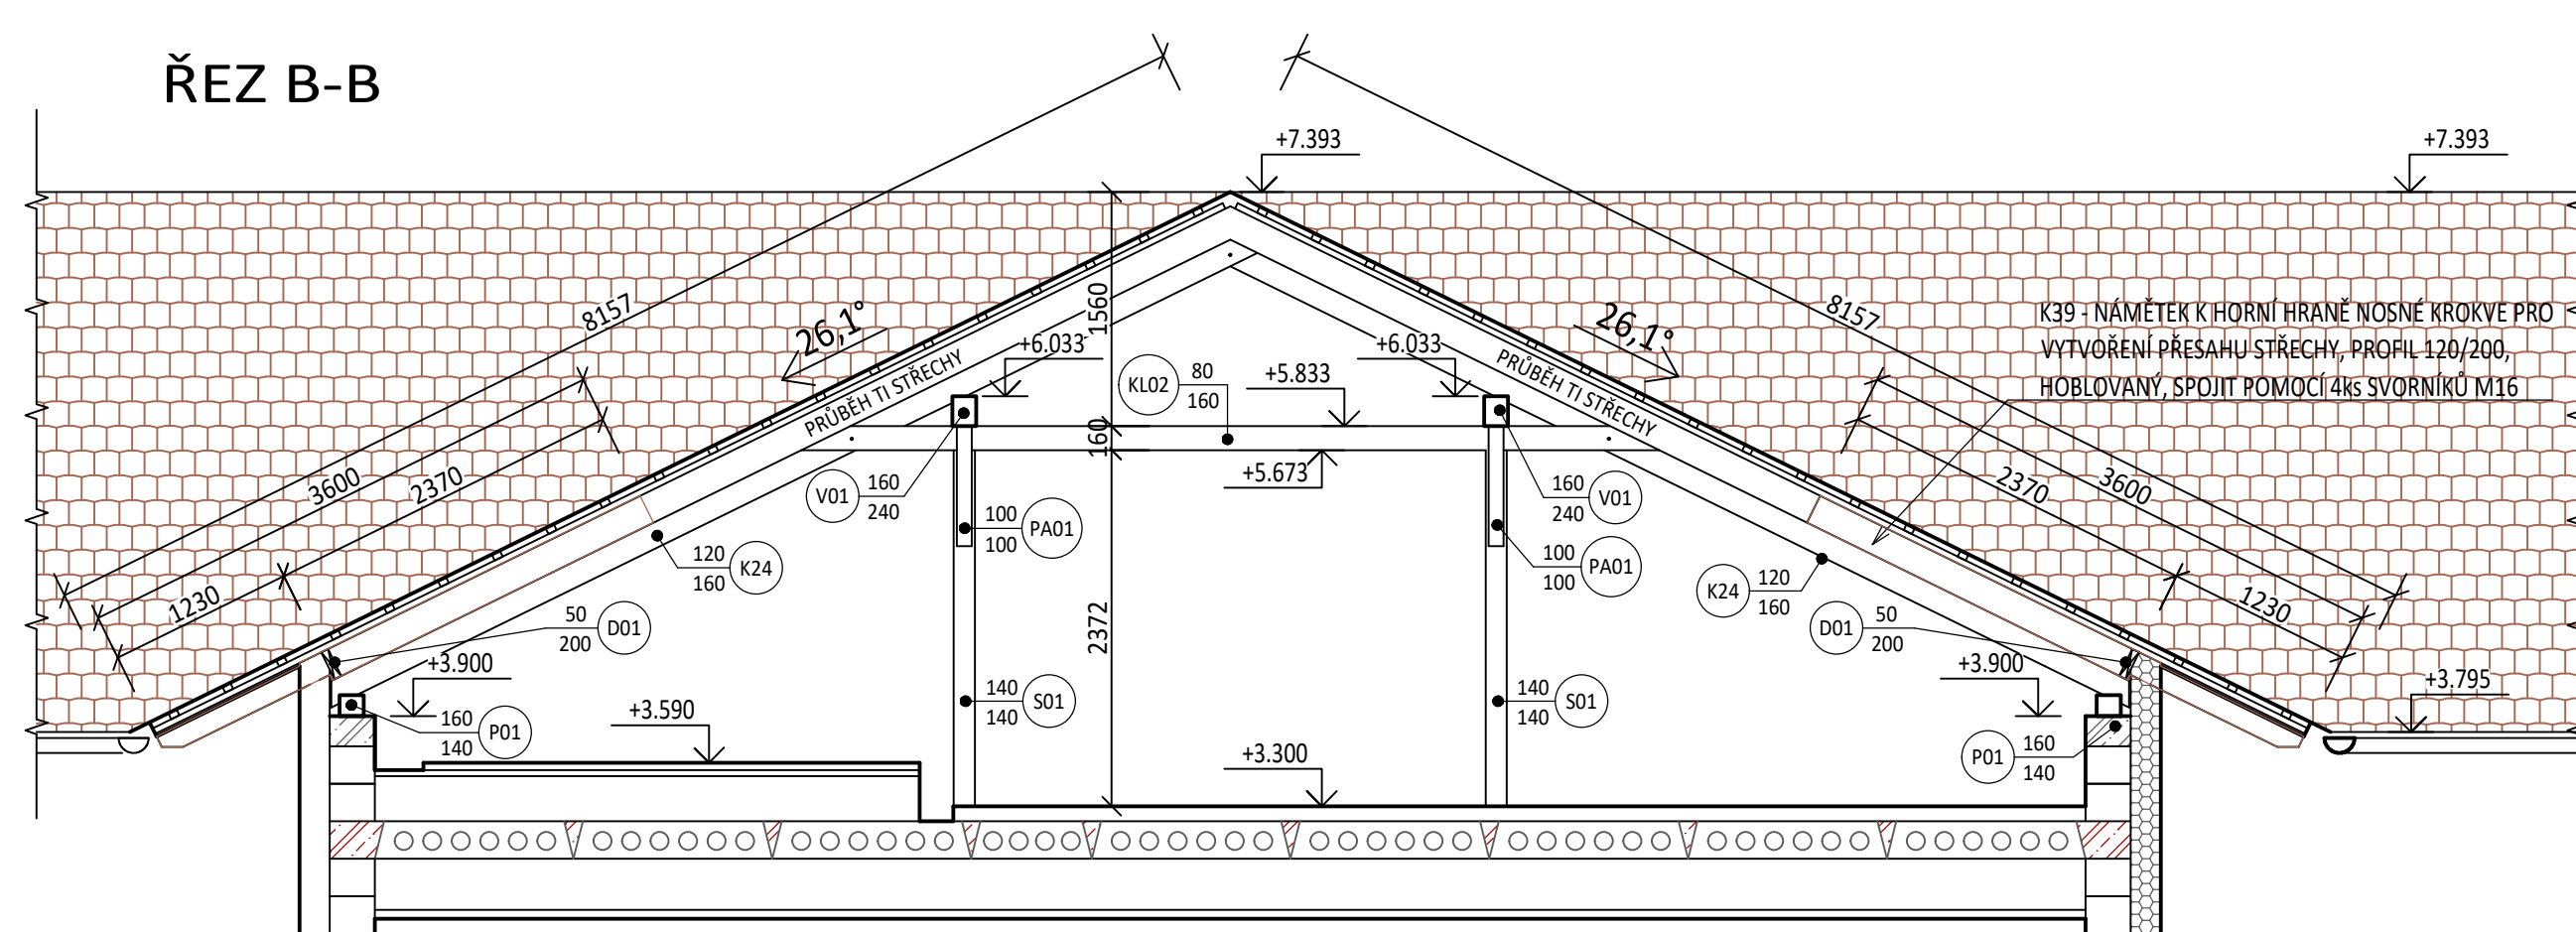 ŘEZ B-B
+7.393
+7.393
8157
8157
1560
26,1°
26,1°
K39 - NÁMĚTEK K HORNÍ HRANĚ NOSNÉ KROKVE PRO
VYTVOŘENÍ PŘESAHU STŘECHY, PROFIL 120/200,
HOBLOVANÝ, SPOJIT POMOCÍ 4ks SVORNÍKŮ M16
+6.033
+6.033
PRŮBĚH TI STŘECHY
PRŮBĚH TI STŘECHY
KL02
80
160
+5.833
160
+5.673
3600
2370
1230
2370
3600
1230
V01
160
240
160
240
V01
100
100
PA01
100
100
PA01
120
160
K24
K24
120
160
2372
50
200
D01
D01
50
200
+3.900
+3.900
+3.795
140
140
S01
140
140
S01
+3.590
160
140
P01
P01
160
140
+3.300